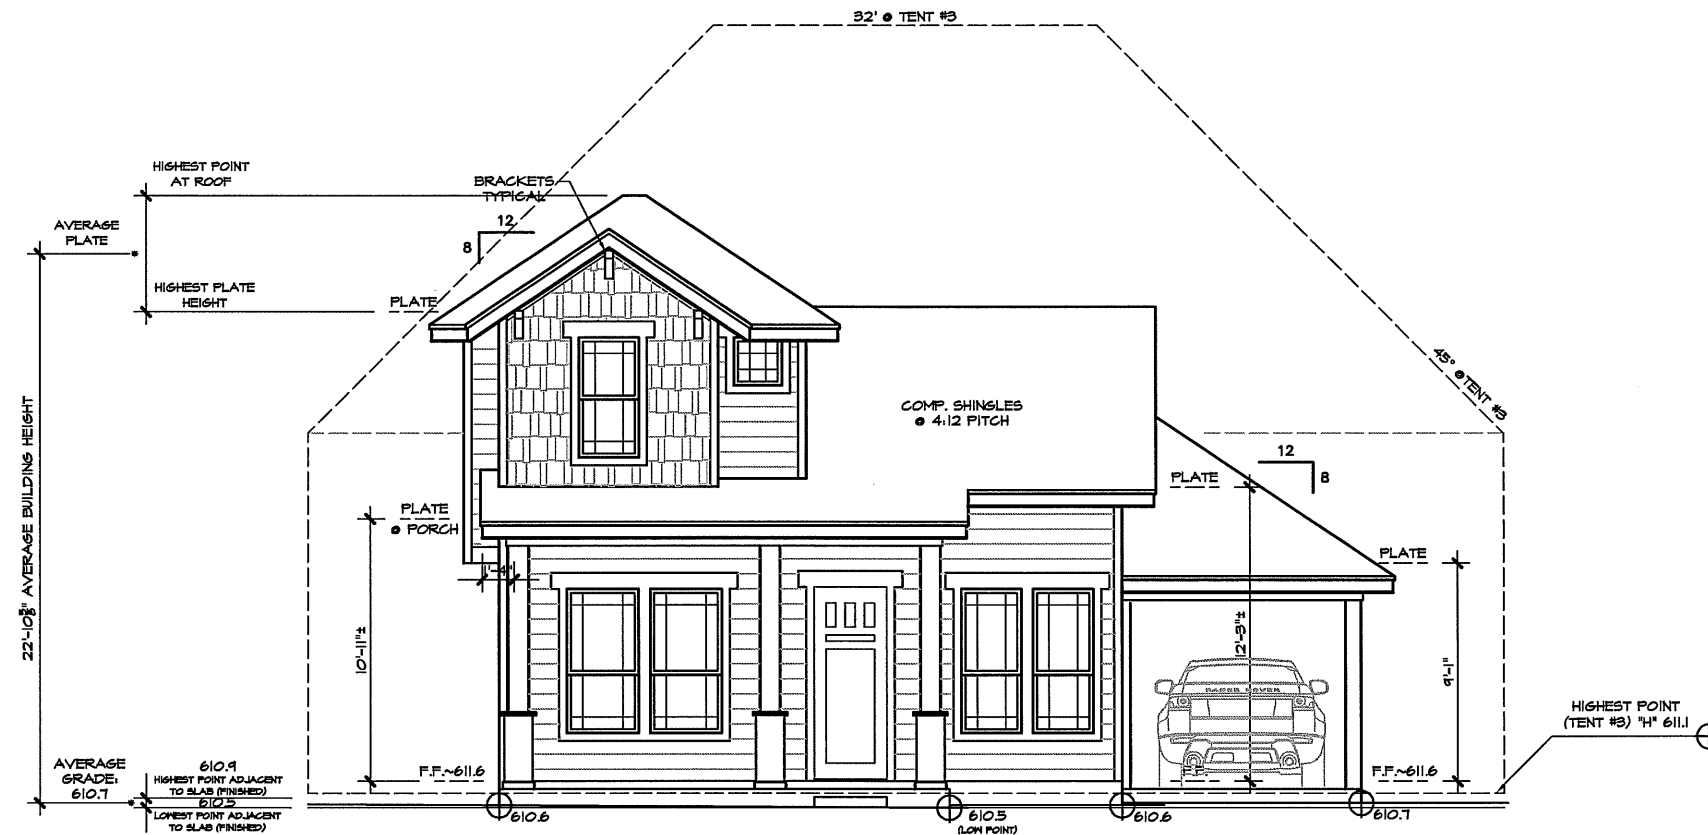 32' @ TENT #3
HIGHEST POINT
AT ROOF
BRACKETS
TYPICAL
12
8
AVERAGE
PLATE
*
HIGHEST PLATE
HEIGHT
PLATE
45° @ TENT #3
COMP. SHINGLES
@ 4:12 PITCH
12
8
PLATE
PLATE
@ PORCH
PLATE
1'-4"
22'-10 5/8" AVERAGE BUILDING HEIGHT
10'-11"±
12'-3"±
9'-1"
RANGE ROVER
HIGHEST POINT
(TENT #3) "H" 611.1
AVERAGE
GRADE:
610.7
*
610.9
HIGHEST POINT ADJACENT
TO SLAB (FINISHED)
610.5
LOWEST POINT ADJACENT
TO SLAB (FINISHED)
F.F.~611.6
F.F.~611.6
610.6
610.5
(LOW POINT)
610.6
610.7